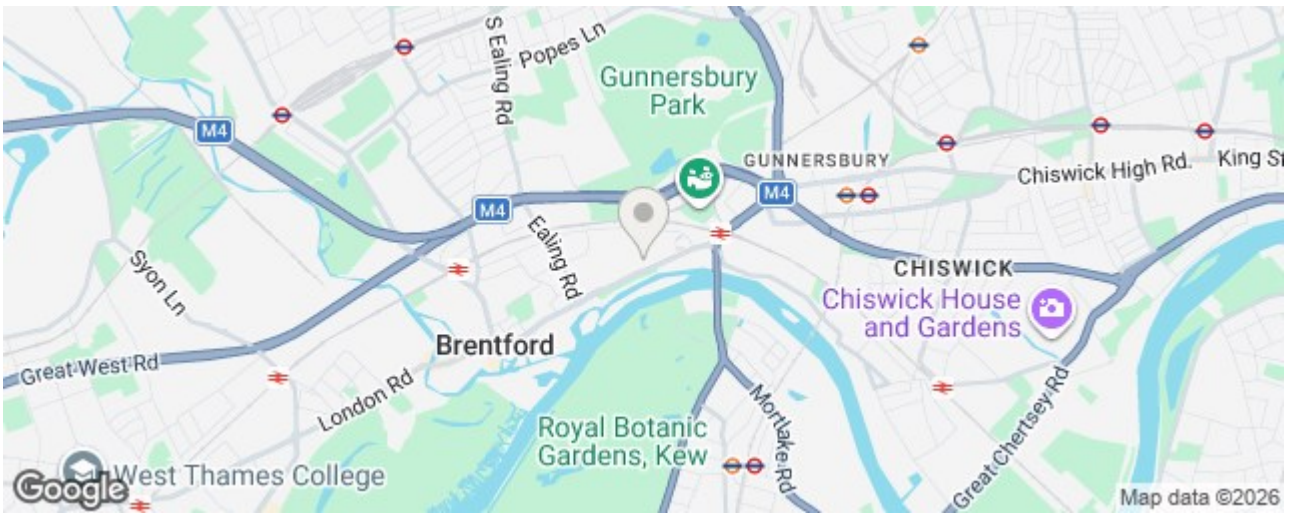 S Ealing Rd
Popes Ln
Gunnersbury
Park
M4
GUNNERSBURY
Chiswick High Rd.
King St
M4
M4
Ealing Rd
Syon Ln
CHISWICK
Chiswick House
and Gardens
Brentford
Great West Rd
London Rd
Mortlake Rd
Great Chertsey Rd
Royal Botanic
Gardens, Kew
West Thames College
Google
Map data ©2026